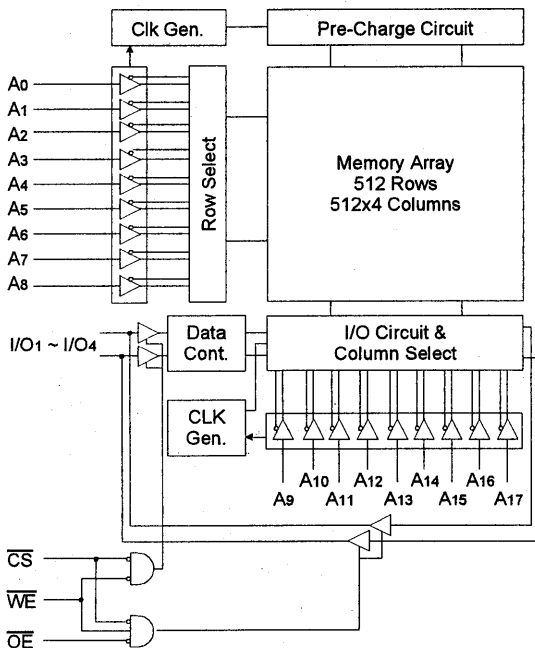 Clk Gen.
Pre-Charge Circuit
A0
A1
A2
A3
A4
A5
A6
A7
A8
Row Select
Memory Array
512 Rows
512x4 Columns
I/O1 ~ I/O4
Data
Cont.
I/O Circuit &
Column Select
CLK
Gen.
A10 A12 A14 A16
A9 A11 A13 A15 A17
CS
WE
OE